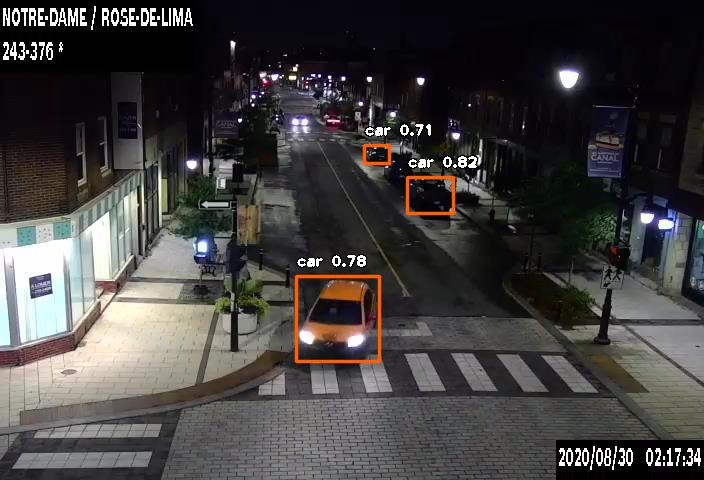 NOTRE-DAME / ROSE-DE-LIMA
243-376 *
car 0.71
car 0.82
CANAL
car 0.78
A LOUER
2020/08/30 02:17:34